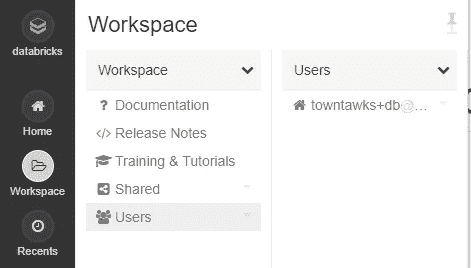 databricks
Home
Workspace
Recents
Workspace
Workspace
? Documentation
</> Release Notes
Training & Tutorials
Shared
Users
Users
towntawks+db@...